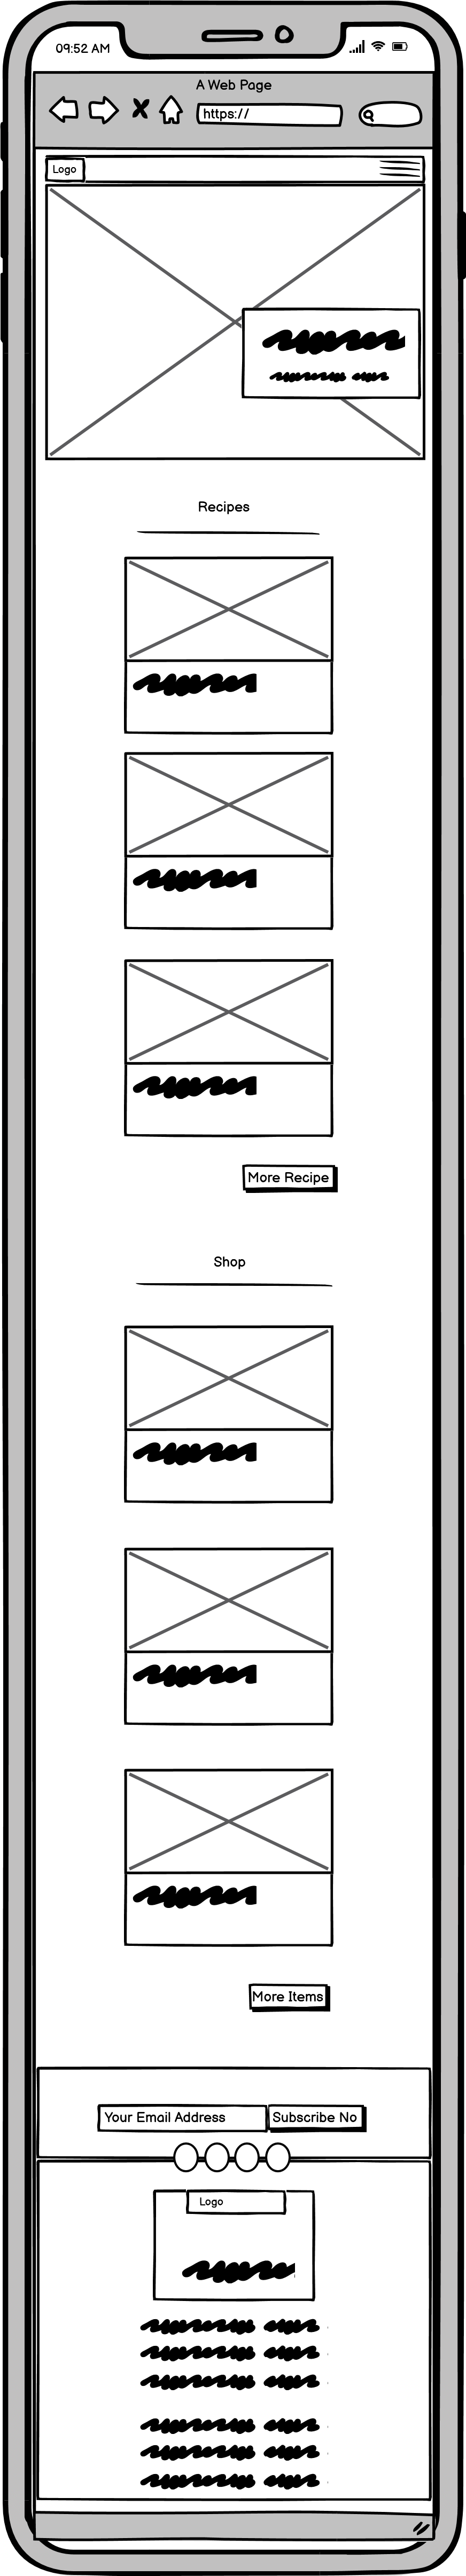 09:52 AM
A Web Page
https://
Logo
Recipes
More Recipe
Shop
More Items
Your Email Address
Subscribe No
Logo